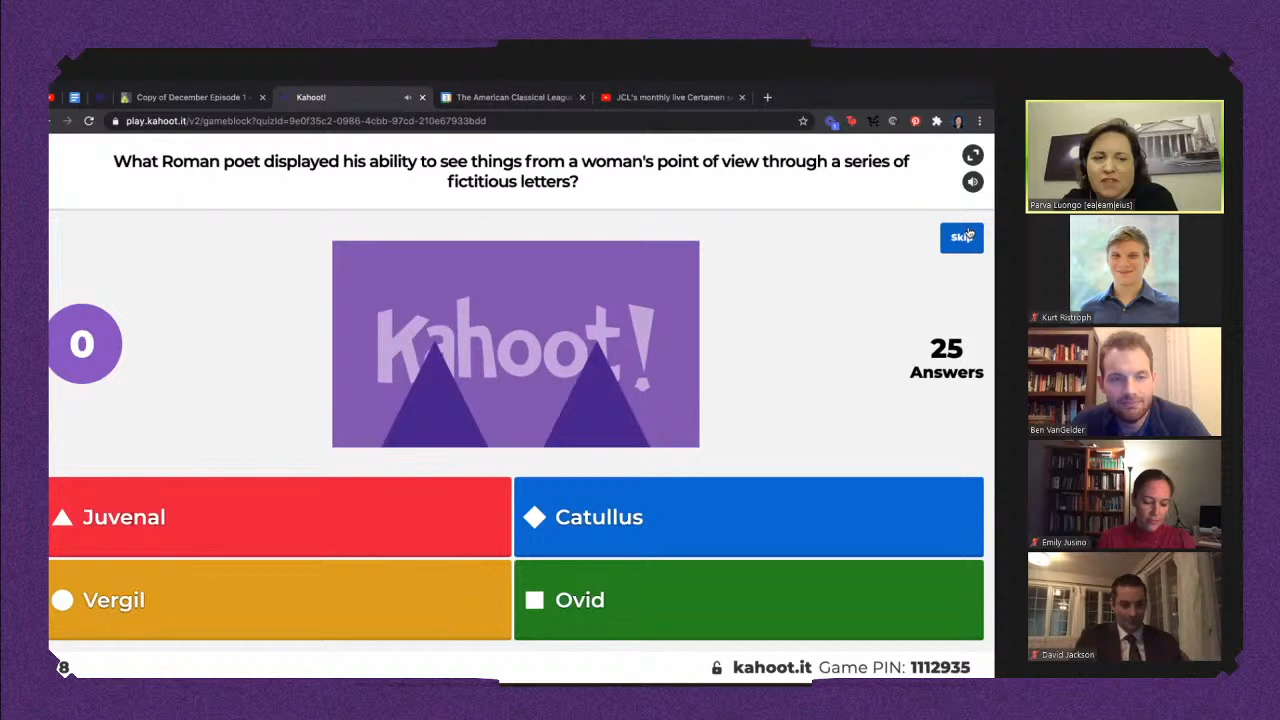 Copy of December Episode 1 -
Kahoot!
The American Classical Leagu
JCL's monthly live Certamen s
play.kahoot.it/v2/gameblock?quizId=9e0f35c2-0986-4cbb-97cd-210e67933bdd
What Roman poet displayed his ability to see things from a woman's point of view through a series of
fictitious letters?
Skip
Kahoot!
0
25
Answers
Juvenal
Catullus
Vergil
Ovid
8
kahoot.it Game PIN: 1112935
Parva Luongo [ea|eam|eius]
Kurt Ristroph
Ben VanGelder
Emily Jusino
David Jackson